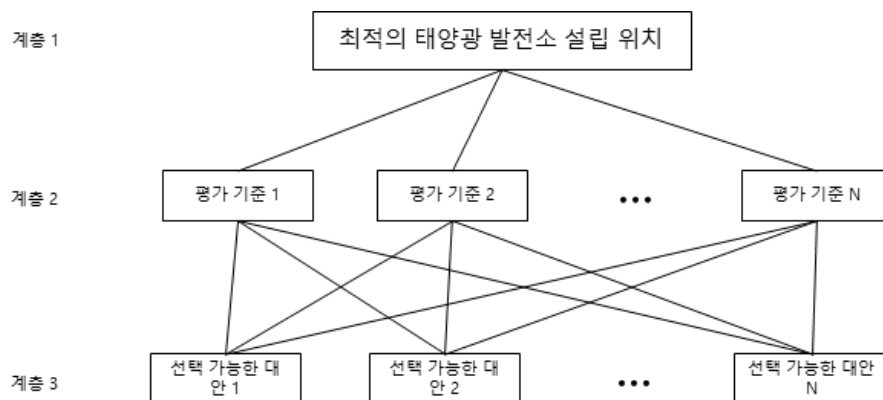 계층 1
최적의 태양광 발전소 설립 위치
계층 2
평가 기준 1
평가 기준 2
•••
평가 기준 N
계층 3
선택 가능한 대
안 1
선택 가능한 대
안 2
•••
선택 가능한 대안
N